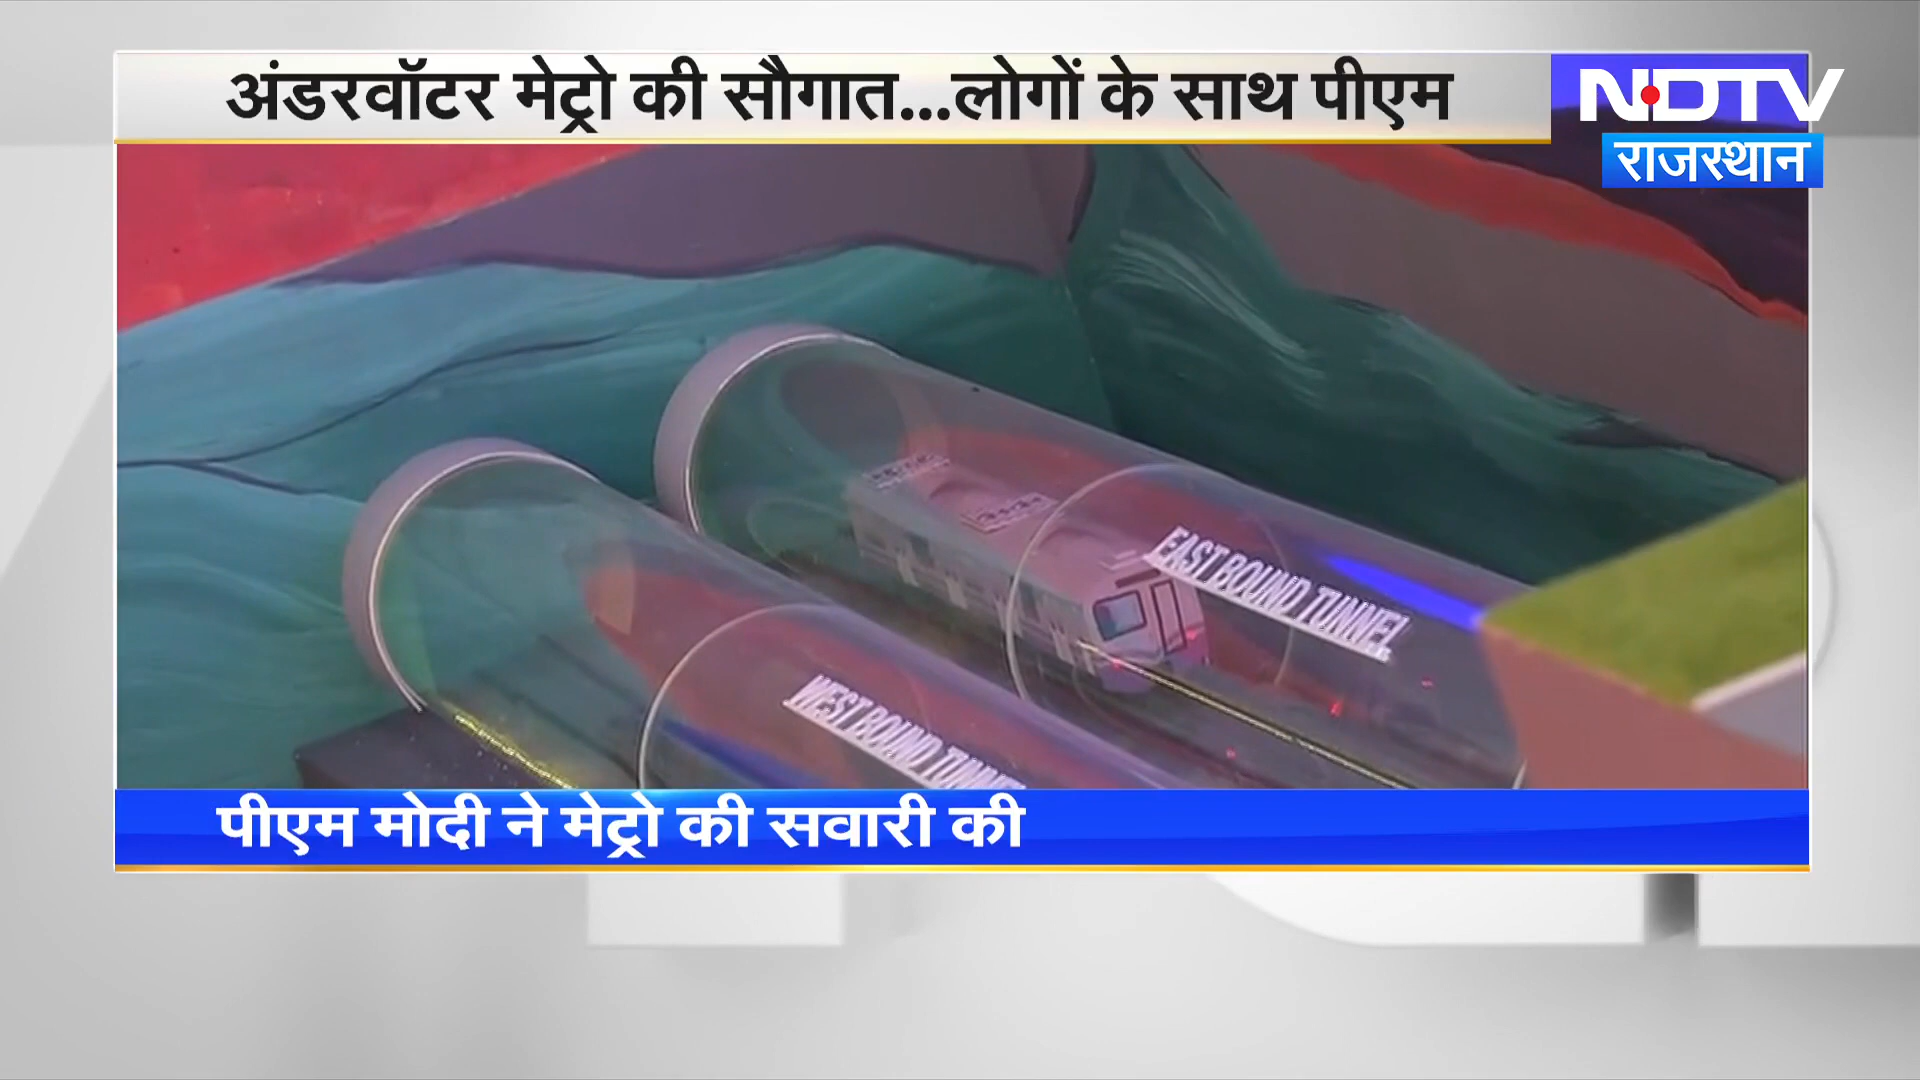 अंडरवॉटर मेट्रो की सौगात...लोगों के साथ पीएम
NDTV
राजस्थान
EAST BOUND TUNNEL
WEST BOUND TUNNEL
पीएम मोदी ने मेट्रो की सवारी की